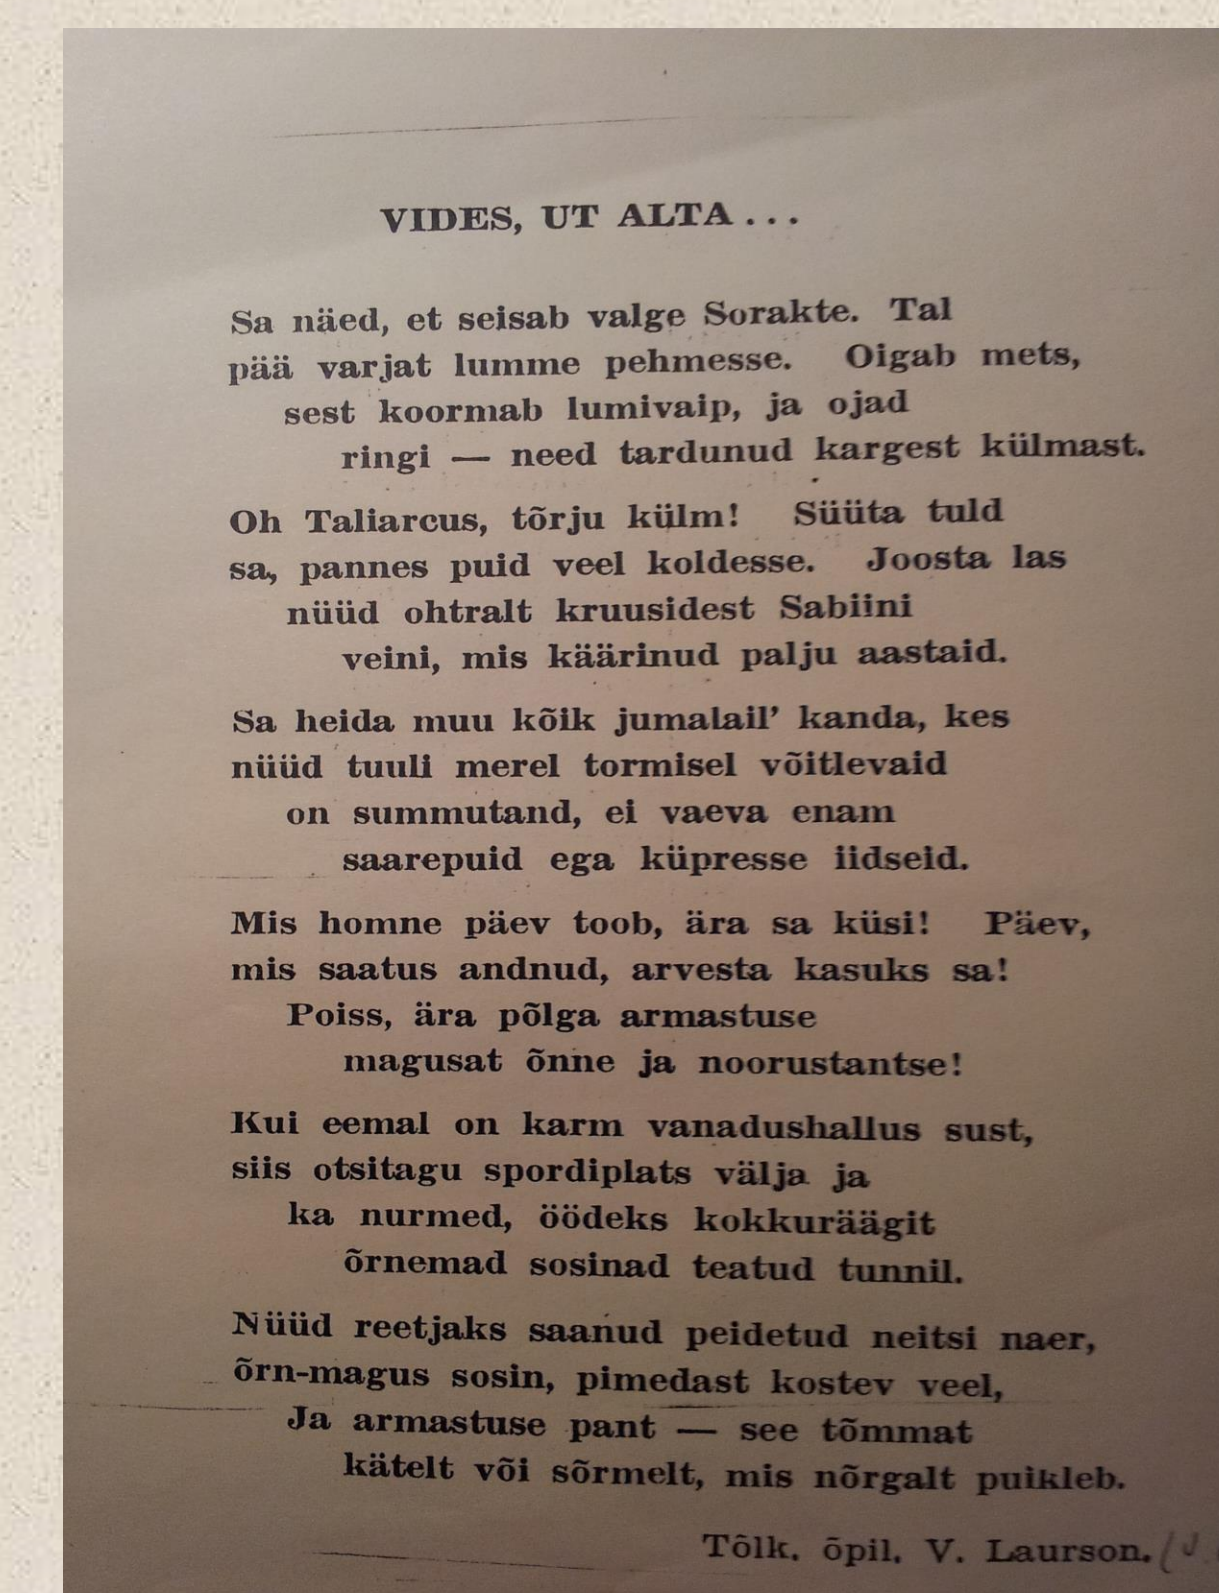 VIDES, UT ALTA . . .
Sa näed, et seisab valge Sorakte. Tal
pää varjat lumme pehmesse. Oigab mets,
sest koormab lumivaip, ja ojad
ringi — need tardunud kargest külmast.
Oh Taliarcus, tõrju külm! Süüta tuld
sa, pannes puid veel koldesse. Joosta las
nüüd ohtralt kruusidest Sabiini
veini, mis käärinud palju aastaid.
Sa heida muu kõik jumalail’ kanda, kes
nüüd tuuli merel tormisel võitlevaid
on summutand, ei vaeva enam
saarepuid ega küpresse iidseid.
Mis homne päev toob, ära sa küsi! Päev,
mis saatus andnud, arvesta kasuks sa!
Poiss, ära põlga armastuse
magusat õnne ja noorustantse!
Kui eemal on karm vanadushallus sust,
siis otsitagu spordiplats välja ja
ka nurmed, öödeks kokkuräägit
õrnemad sosinad teatud tunnil.
Nüüd reetjaks saanud peidetud neitsi naer,
õrn-magus sosin, pimedast kostev veel,
Ja armastuse pant — see tõmmat
kätelt või sõrmelt, mis nõrgalt puikleb.
Tõlk. õpil. V. Laurson.